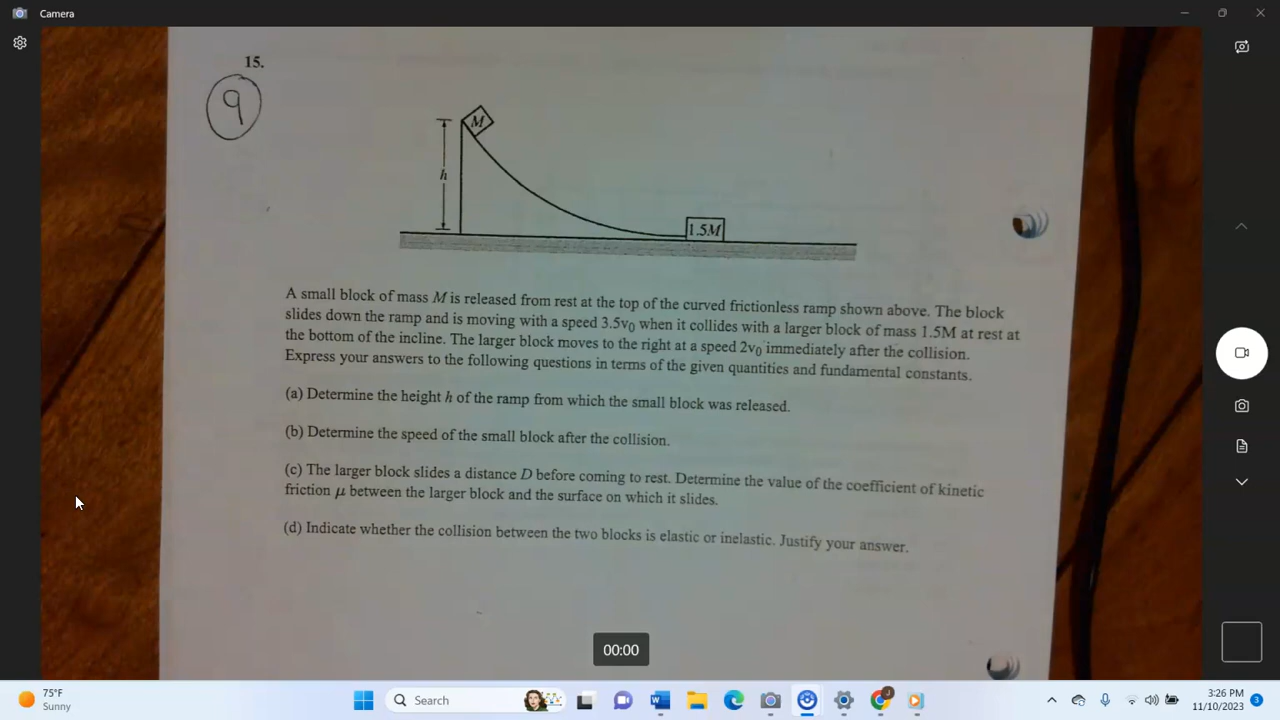 Camera
15.
9
M
h
1.5M
A small block of mass M is released from rest at the top of the curved frictionless ramp shown above. The block
slides down the ramp and is moving with a speed 3.5v₀ when it collides with a larger block of mass 1.5M at rest at
the bottom of the incline. The larger block moves to the right at a speed 2v₀ immediately after the collision.
Express your answers to the following questions in terms of the given quantities and fundamental constants.
(a) Determine the height h of the ramp from which the small block was released.
(b) Determine the speed of the small block after the collision.
(c) The larger block slides a distance D before coming to rest. Determine the value of the coefficient of kinetic
friction μ between the larger block and the surface on which it slides.
(d) Indicate whether the collision between the two blocks is elastic or inelastic. Justify your answer.
00:00
75°F
Sunny
Search
3:26 PM
11/10/2023
3